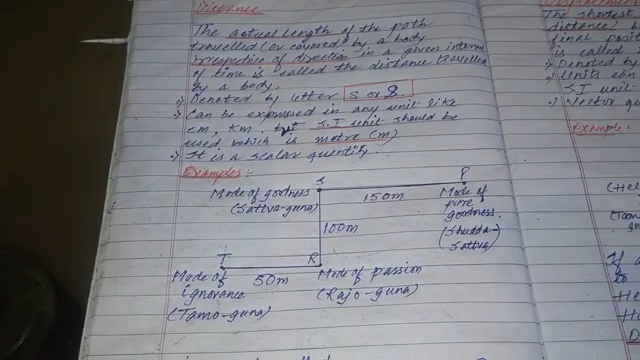 Distance
The actual length of the path
travelled (or covered) by a body
irrespective of direction in a given interval
of time is called the distance travelled
by a body.
Denoted by letter S or
Can be expressed in any unit like
cm, km. but S.I unit should be
used, which is metre (m)
It is a scalar quantity.
Examples:
S
P
Mode of goodness
(Sattva-guna)
150m
Mode of
pure
goodness.
(Shudda-
Sattva)
100m
T
R
Mode of
ignorance
(Tamo-guna)
50m
Mode of passion
(Rajo-guna)
Displacement
The shortest
distance)
final posit
is called
Denoted by
Units
S.I unit
Vector qu
Example:
(Hel
If
He